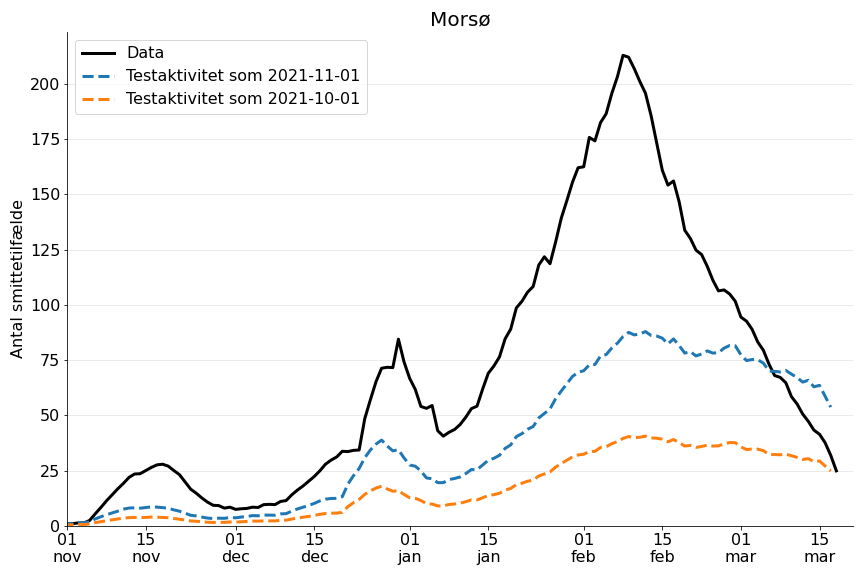 Morsø
Data
Testaktivitet som 2021-11-01
Testaktivitet som 2021-10-01
Antal smittetilfælde
200
175
150
125
100
75
50
25
0
01 15 01 15 01 15 01 15 01 15
nov nov dec dec jan jan feb feb mar mar